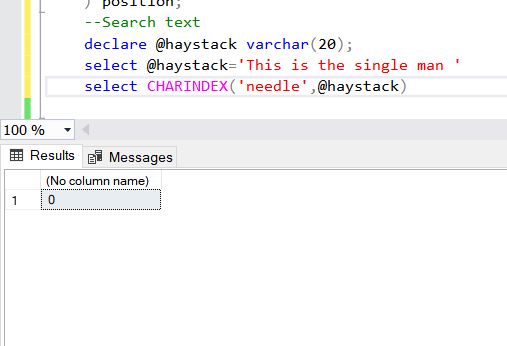 ) position;
--Search text
declare @haystack varchar(20);
select @haystack='This is the single man '
select CHARINDEX('needle',@haystack)
100 %
Results Messages
(No column name)
1 0